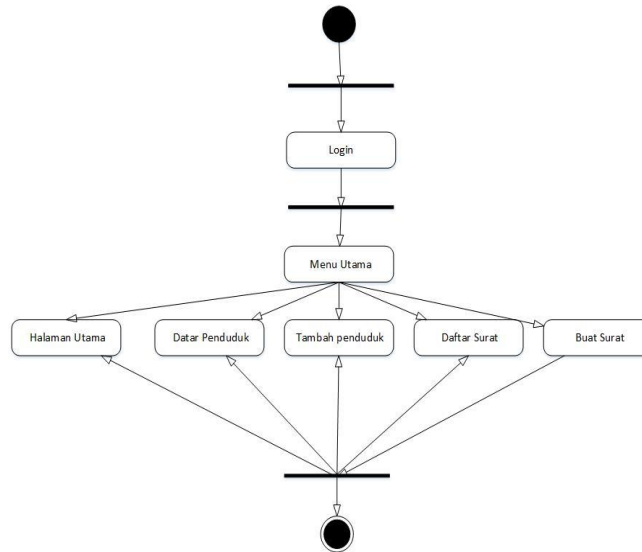 Login
Menu Utama
Halaman Utama
Datar Penduduk
Tambah penduduk
Daftar Surat
Buat Surat